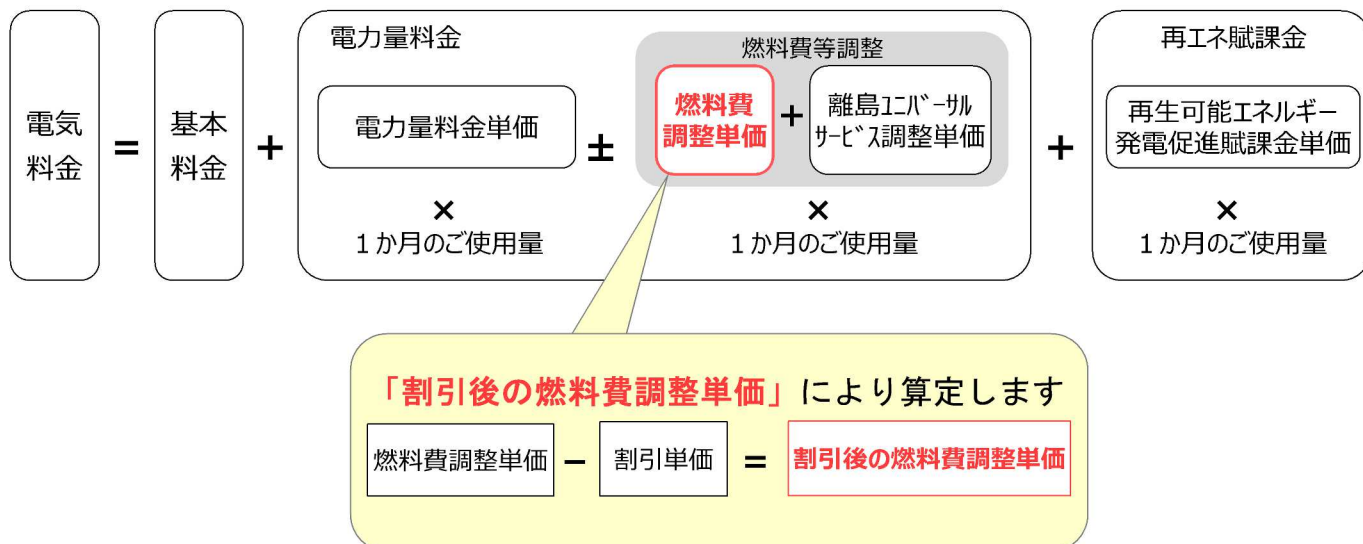 電気
料金
=
基本
料金
+
電力量料金
電力量料金単価
×
1か月のご使用量
±
燃料費等調整
燃料費
調整単価
+
離島ﾕﾆﾊﾞｰｻﾙ
ｻｰﾋﾞｽ調整単価
×
1か月のご使用量
+
再エネ賦課金
再生可能エネルギー
発電促進賦課金単価
×
1か月のご使用量
「割引後の燃料費調整単価」により算定します
燃料費調整単価 − 割引単価 = 割引後の燃料費調整単価